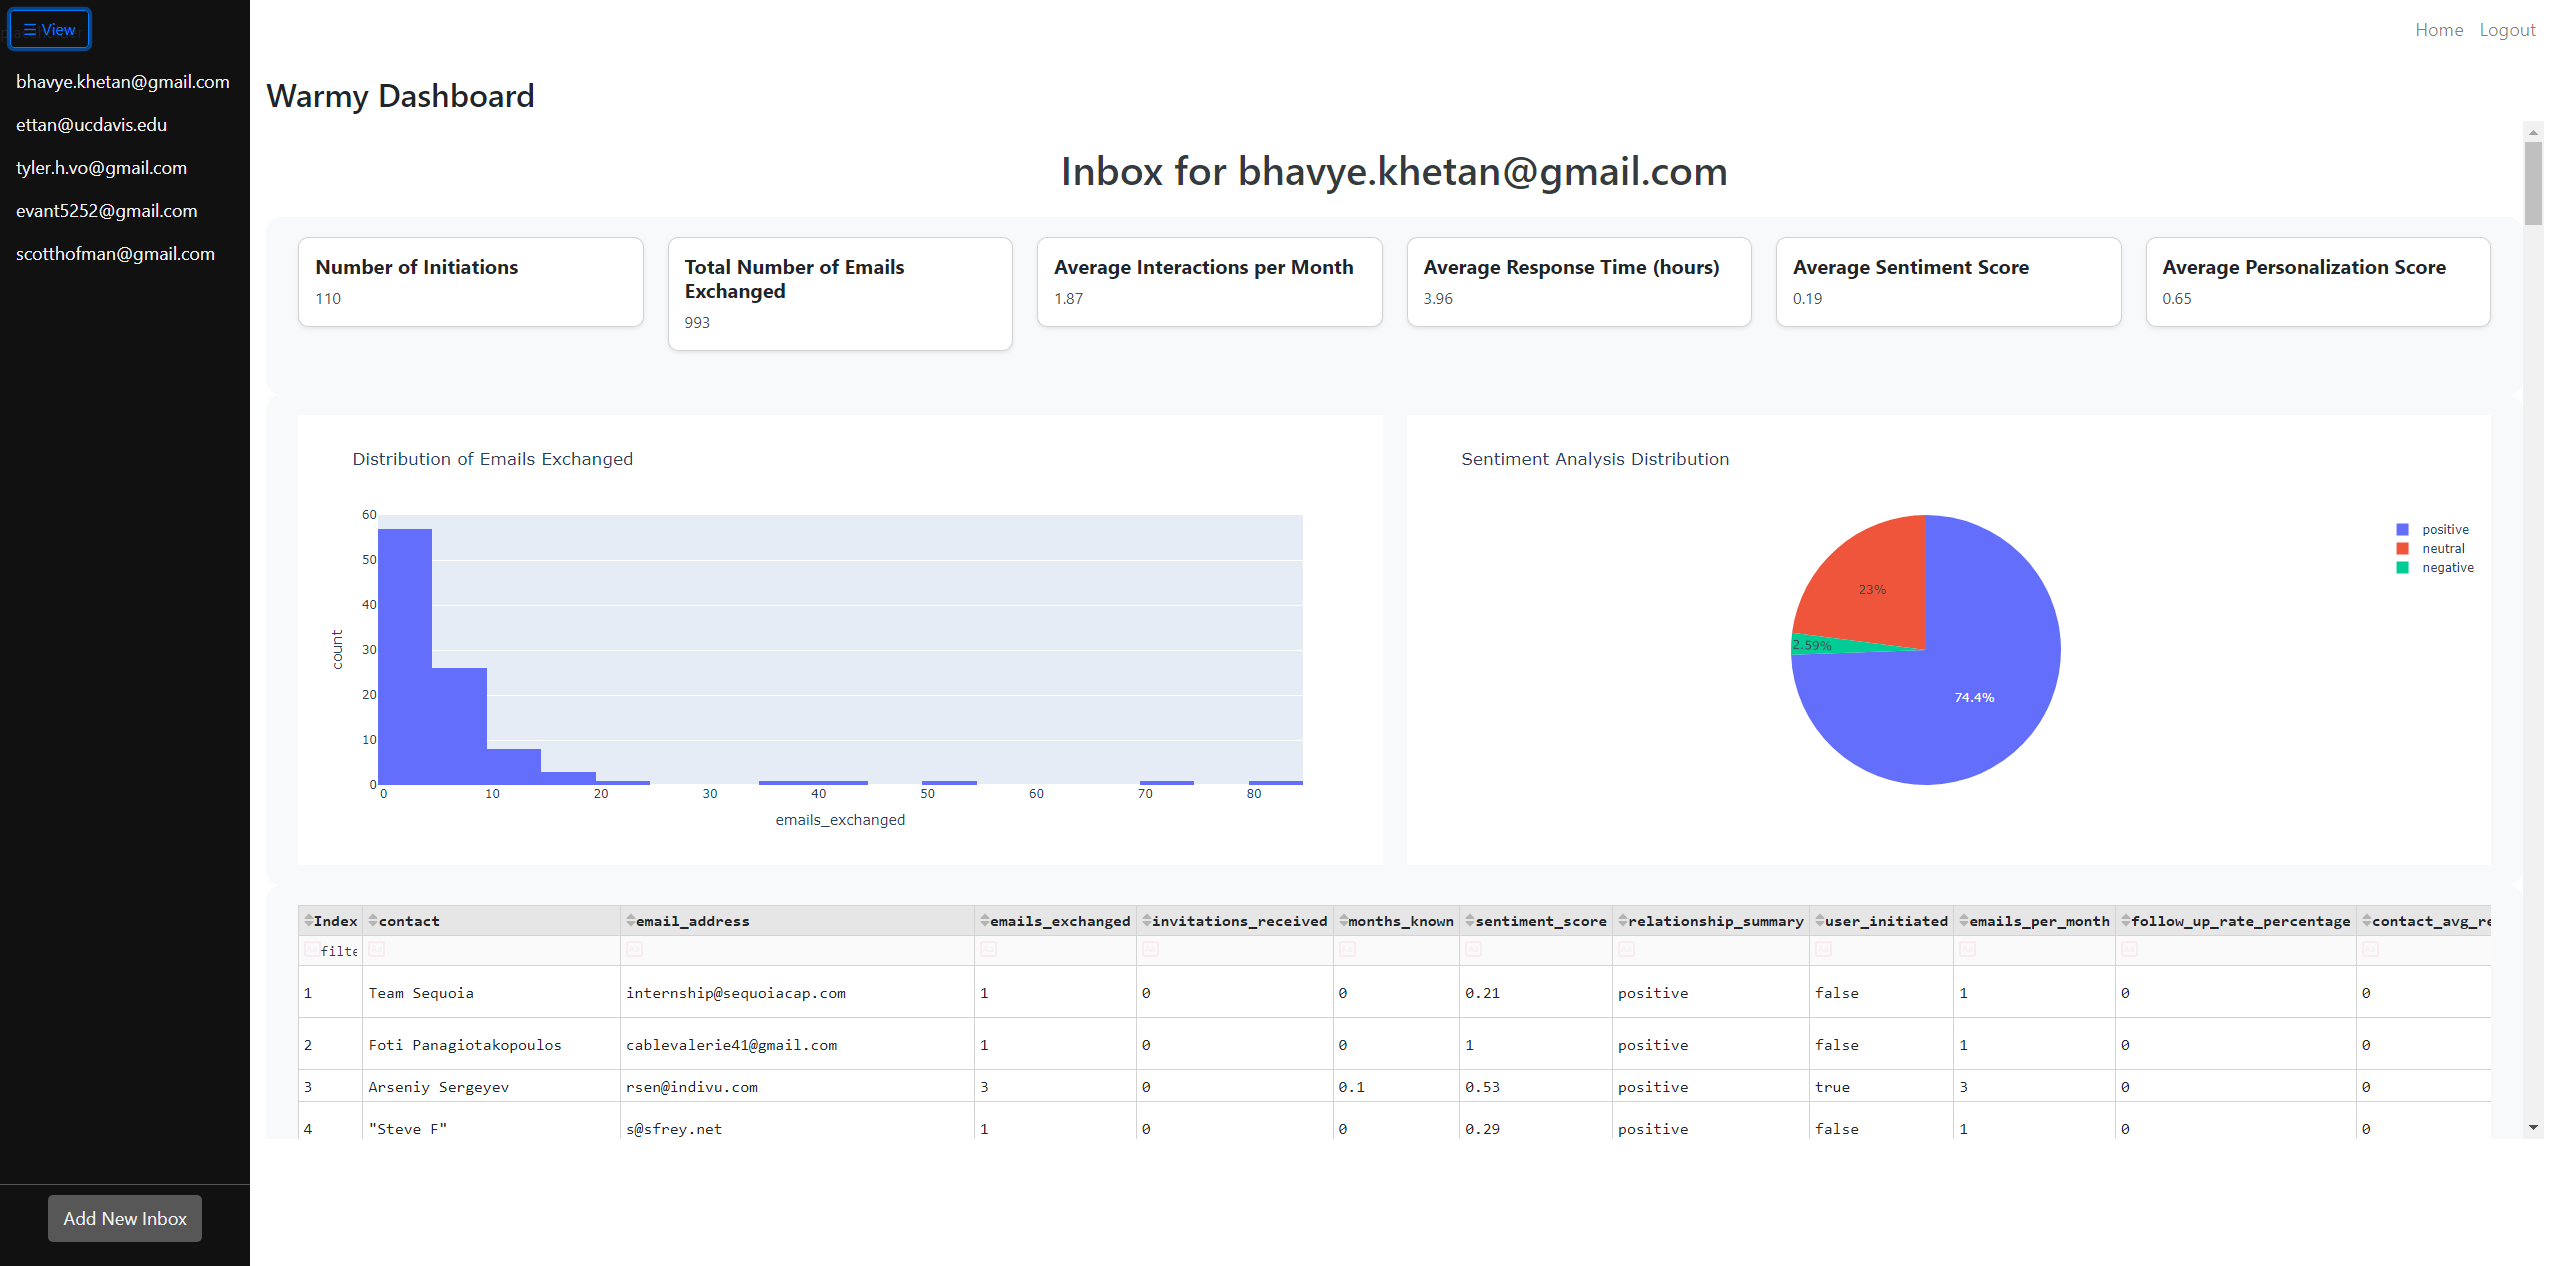 ☰ View
bhavye.khetan@gmail.com
ettan@ucdavis.edu
tyler.h.vo@gmail.com
evant5252@gmail.com
scotthofman@gmail.com
Add New Inbox
Home Logout
Warmy Dashboard
Inbox for bhavye.khetan@gmail.com
Number of Initiations
110
Total Number of Emails
Exchanged
993
Average Interactions per Month
1.87
Average Response Time (hours)
3.96
Average Sentiment Score
0.19
Average Personalization Score
0.65
Distribution of Emails Exchanged
60
50
40
30
20
10
0
count
0 10 20 30 40 50 60 70 80
emails_exchanged
Sentiment Analysis Distribution
23%
2.59%
74.4%
positive
neutral
negative
Index contact email_address emails_exchanged invitations_received months_known sentiment_score relationship_summary user_initiated emails_per_month follow_up_rate_percentage contact_avg_re
filte
1 Team Sequoia internship@sequoiacap.com 1 0 0 0.21 positive false 1 0 0
2 Foti Panagiotakopoulos cablevalerie41@gmail.com 1 0 0 1 positive false 1 0 0
3 Arseniy Sergeyev rsen@indivu.com 3 0 0.1 0.53 positive true 3 0 0
4 "Steve F" s@sfrey.net 1 0 0 0.29 positive false 1 0 0